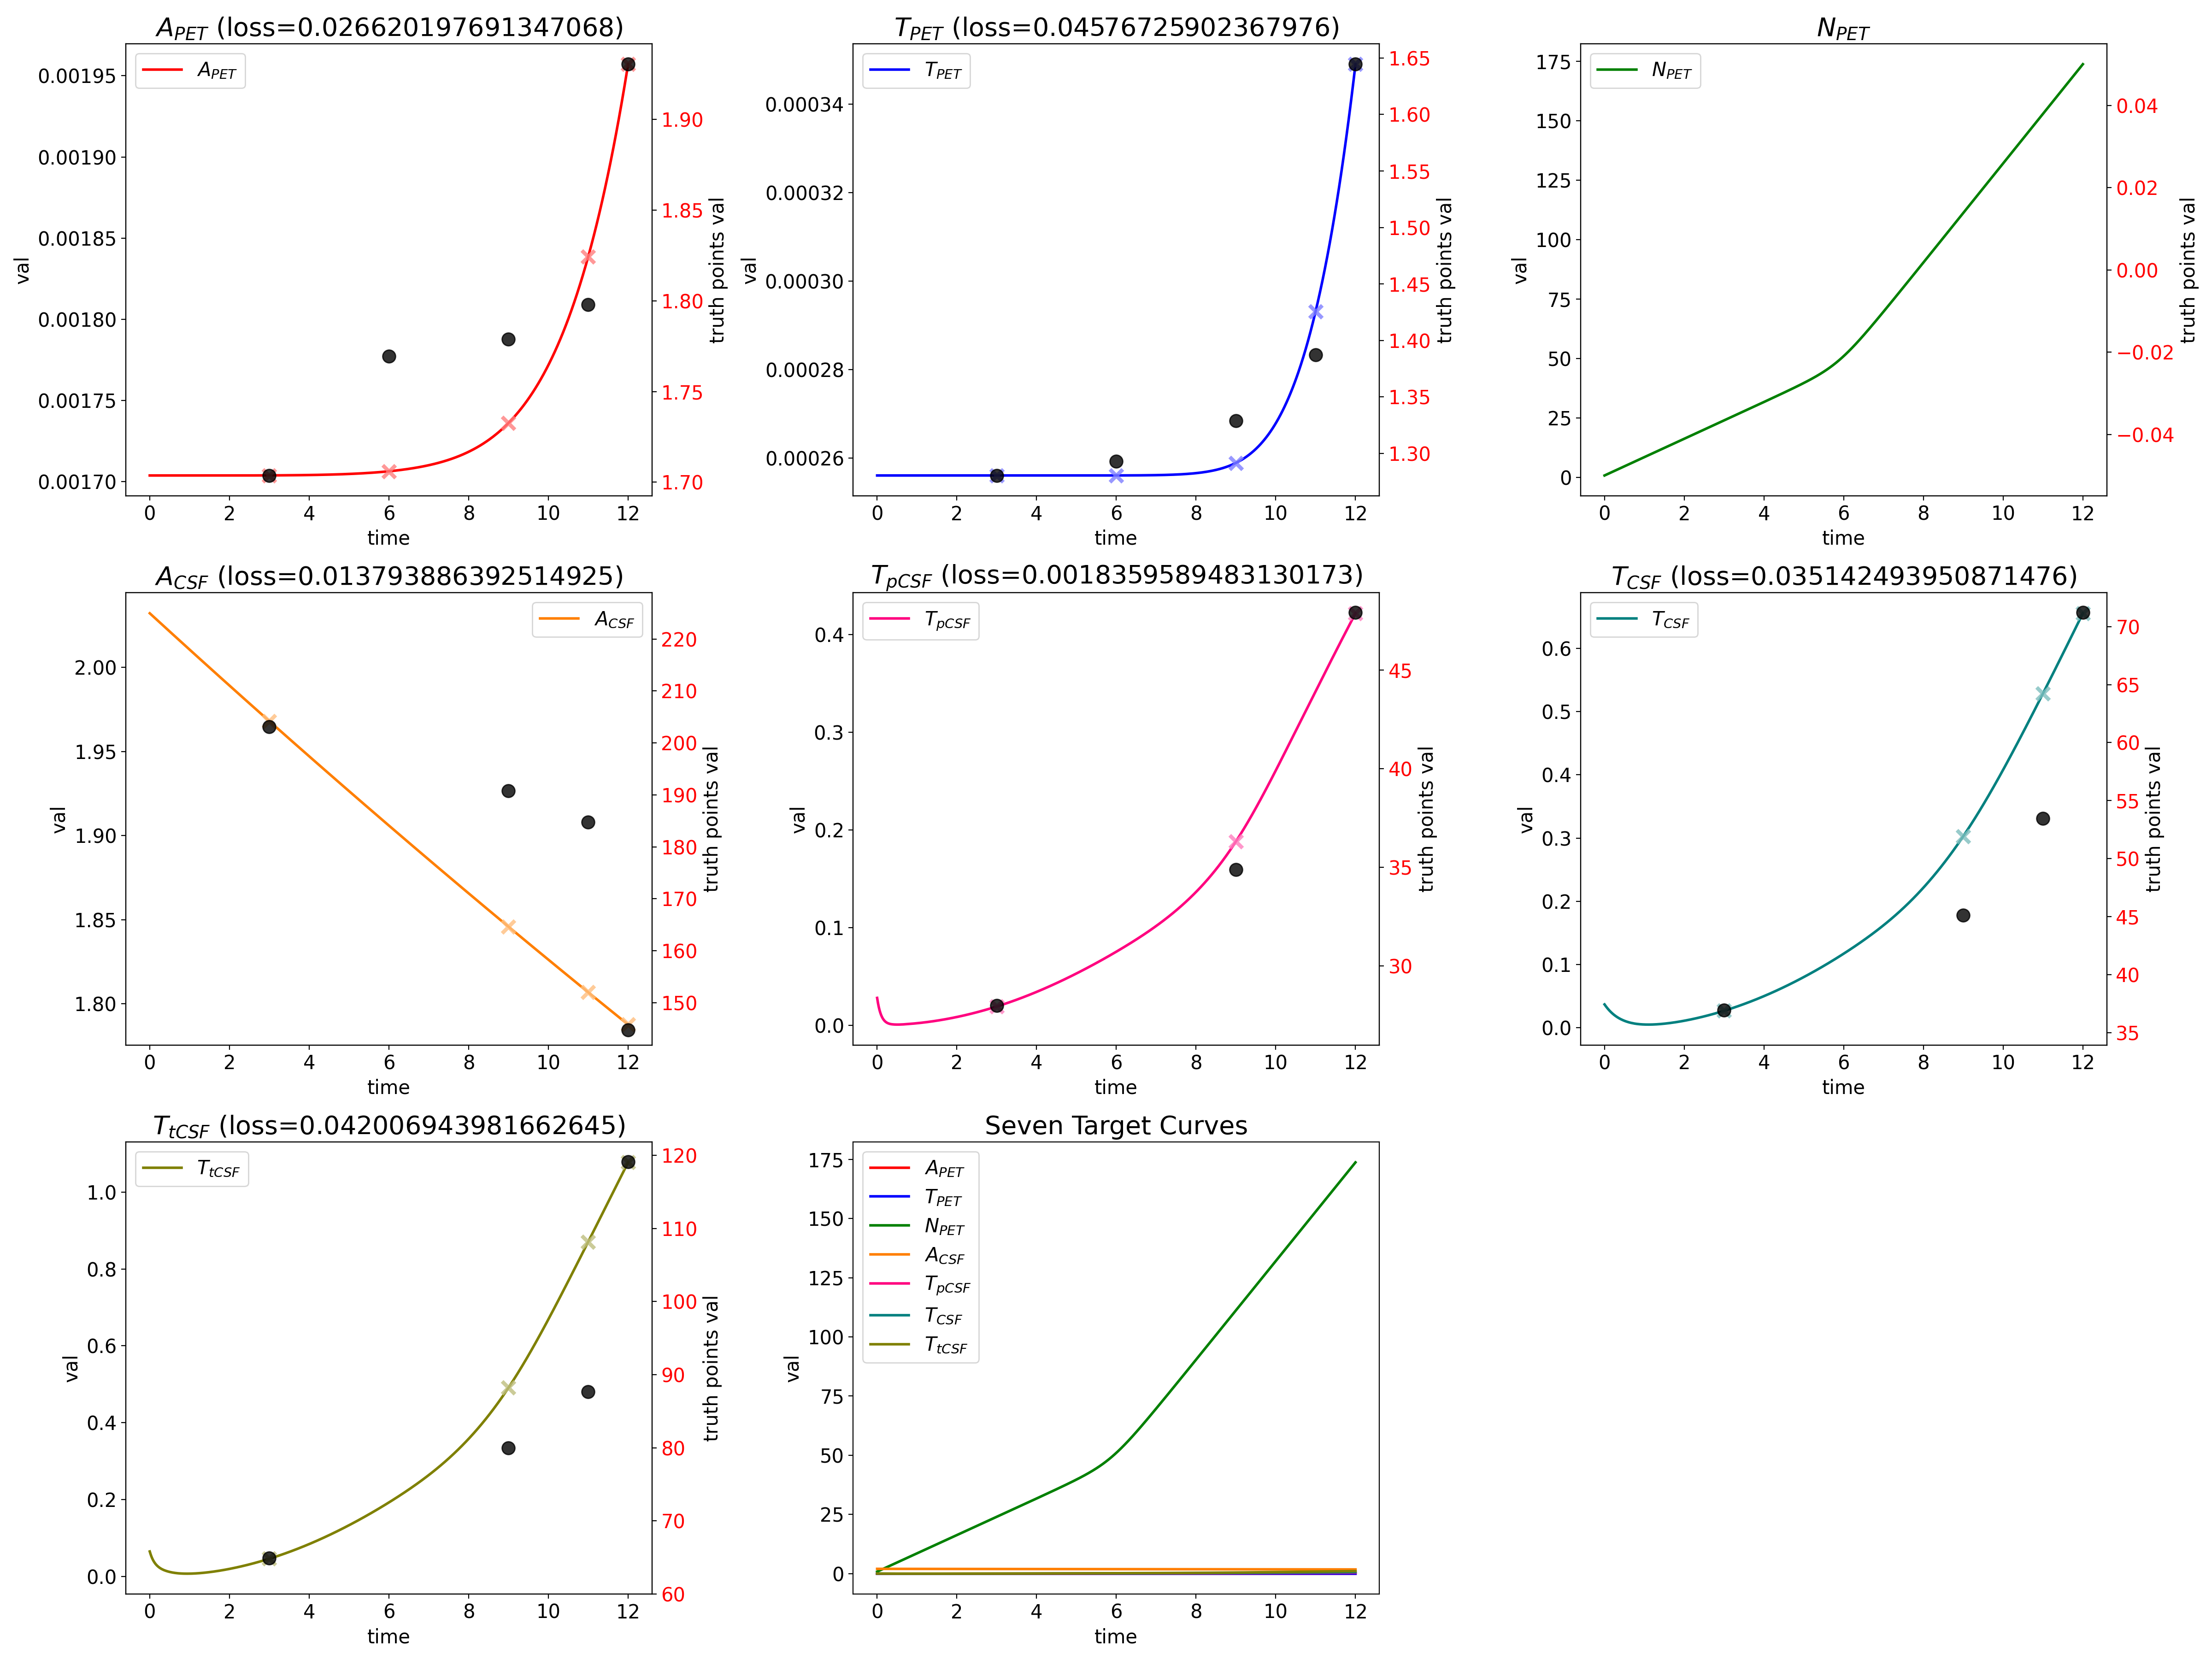 A_PET (loss=0.026620197691347068)
A_PET
val
0.00195
0.00190
0.00185
0.00180
0.00175
0.00170
1.90
1.85
1.80
1.75
1.70
truth points val
0 2 4 6 8 10 12
time
T_PET (loss=0.04576725902367976)
T_PET
val
0.00034
0.00032
0.00030
0.00028
0.00026
1.65
1.60
1.55
1.50
1.45
1.40
1.35
1.30
truth points val
0 2 4 6 8 10 12
time
N_PET
N_PET
val
175
150
125
100
75
50
25
0
0.04
0.02
0.00
−0.02
−0.04
truth points val
0 2 4 6 8 10 12
time
A_CSF (loss=0.013793886392514925)
A_CSF
val
2.00
1.95
1.90
1.85
1.80
220
210
200
190
180
170
160
150
truth points val
0 2 4 6 8 10 12
time
T_pCSF (loss=0.0018359589483130173)
T_pCSF
val
0.4
0.3
0.2
0.1
0.0
45
40
35
30
truth points val
0 2 4 6 8 10 12
time
T_CSF (loss=0.035142493950871476)
T_CSF
val
0.6
0.5
0.4
0.3
0.2
0.1
0.0
70
65
60
55
50
45
40
35
truth points val
0 2 4 6 8 10 12
time
T_tCSF (loss=0.042006943981662645)
T_tCSF
val
1.0
0.8
0.6
0.4
0.2
0.0
120
110
100
90
80
70
60
truth points val
0 2 4 6 8 10 12
time
Seven Target Curves
A_PET
T_PET
N_PET
A_CSF
T_pCSF
T_CSF
T_tCSF
val
175
150
125
100
75
50
25
0
0 2 4 6 8 10 12
time